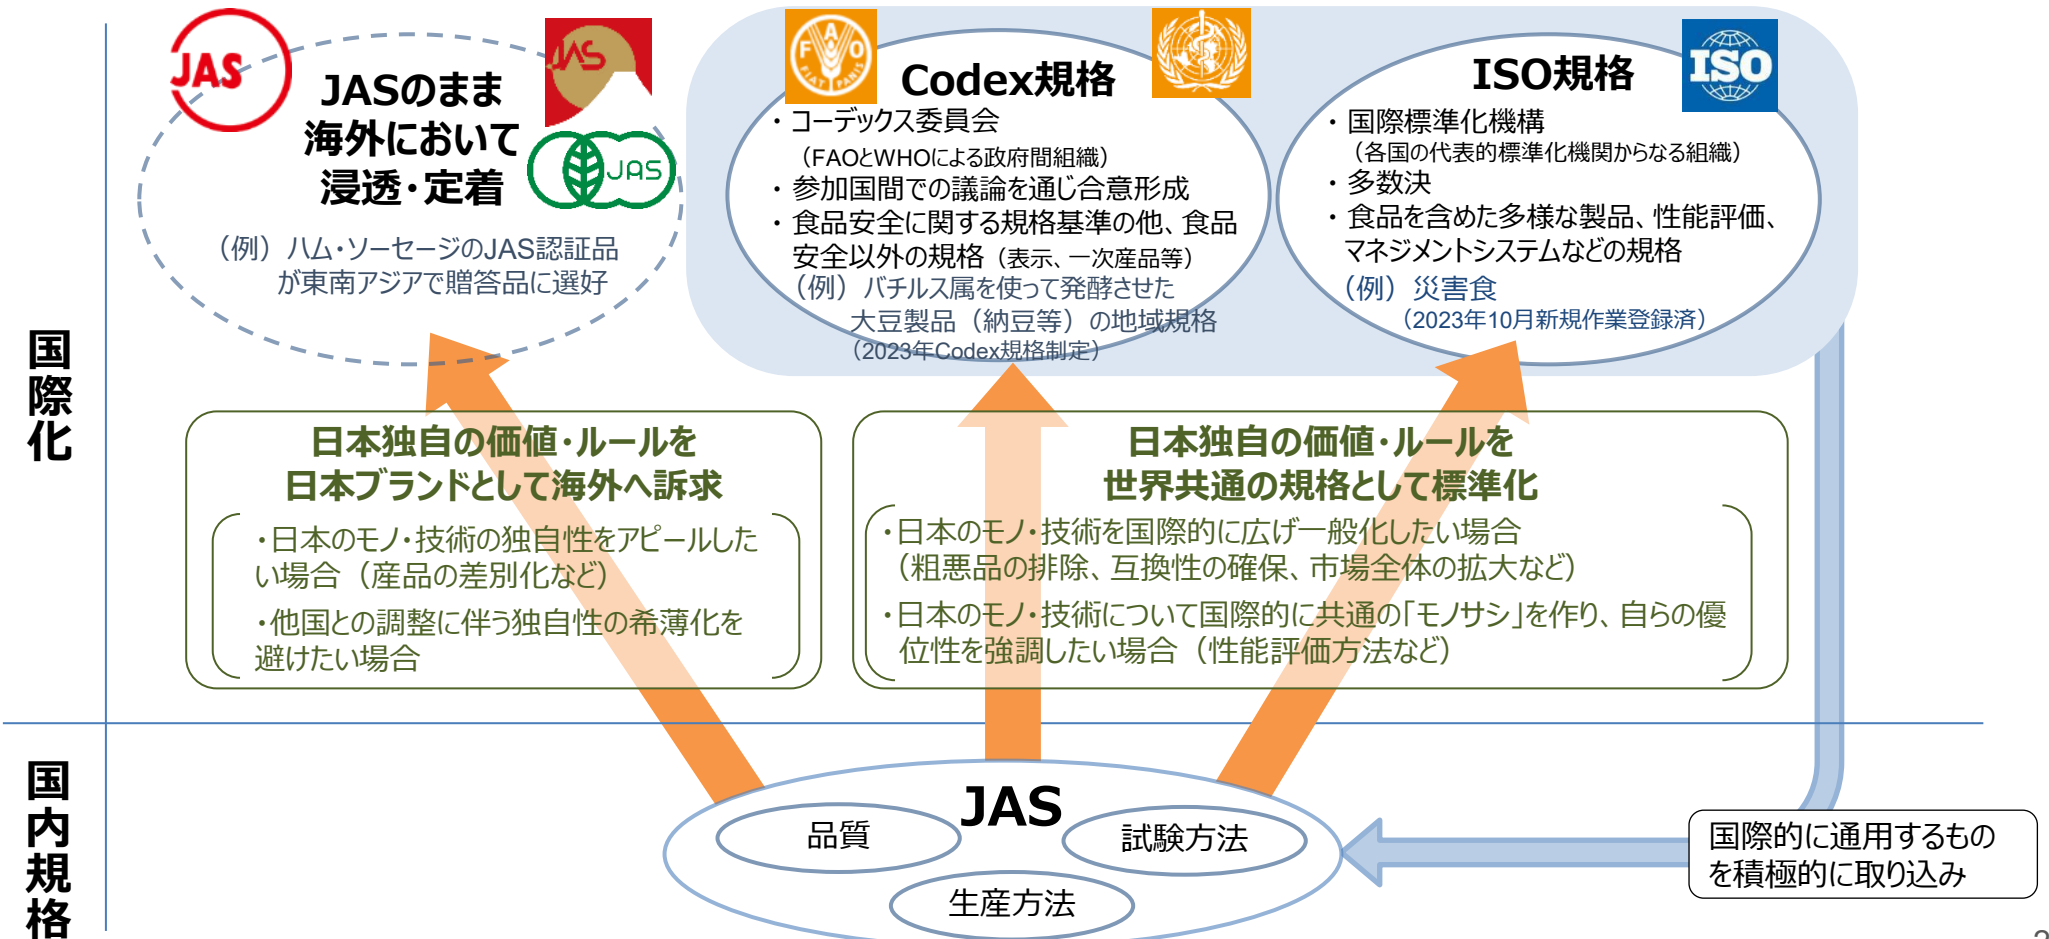 国際化
国内規格
JAS
JAS
JAS
JASのまま
海外において
浸透・定着
（例）ハム・ソーセージのJAS認証品
が東南アジアで贈答品に選好
FAO
FIAT PANIS
Codex規格
・コーデックス委員会
（FAOとWHOによる政府間組織）
・参加国間での議論を通じ合意形成
・食品安全に関する規格基準の他、食品
安全以外の規格（表示、一次産品等）
（例）バチルス属を使って発酵させた
大豆製品（納豆等）の地域規格
（2023年Codex規格制定）
ISO規格
ISO
・国際標準化機構
（各国の代表的標準化機関からなる組織）
・多数決
・食品を含めた多様な製品、性能評価、
マネジメントシステムなどの規格
（例）災害食
（2023年10月新規作業登録済）
日本独自の価値・ルールを
日本ブランドとして海外へ訴求
・日本のモノ・技術の独自性をアピールした
い場合（産品の差別化など）
・他国との調整に伴う独自性の希薄化を
避けたい場合
日本独自の価値・ルールを
世界共通の規格として標準化
・日本のモノ・技術を国際的に広げ一般化したい場合
（粗悪品の排除、互換性の確保、市場全体の拡大など）
・日本のモノ・技術について国際的に共通の「モノサシ」を作り、自らの優
位性を強調したい場合（性能評価方法など）
JAS
品質
試験方法
生産方法
国際的に通用するもの
を積極的に取り込み